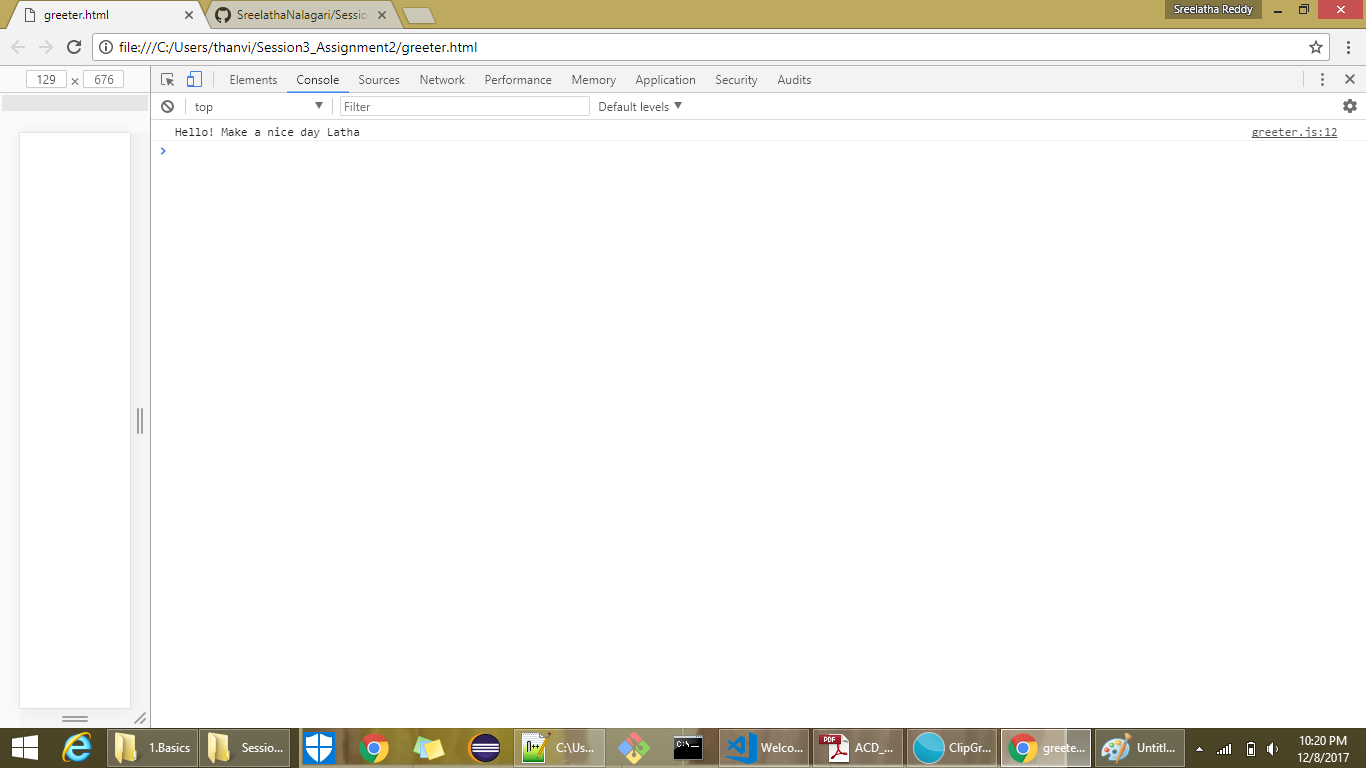 greeter.html
SreelathaNalagari/Sessio
Sreelatha Reddy
file:///C:/Users/thanvi/Session3_Assignment2/greeter.html
129 × 676
Elements Console Sources Network Performance Memory Application Security Audits
top Filter Default levels
Hello! Make a nice day Latha greeter.js:12
1.Basics Sessio... C:\Us... Welco... ACD_... ClipGr... greete... Untitl...
10:20 PM
12/8/2017